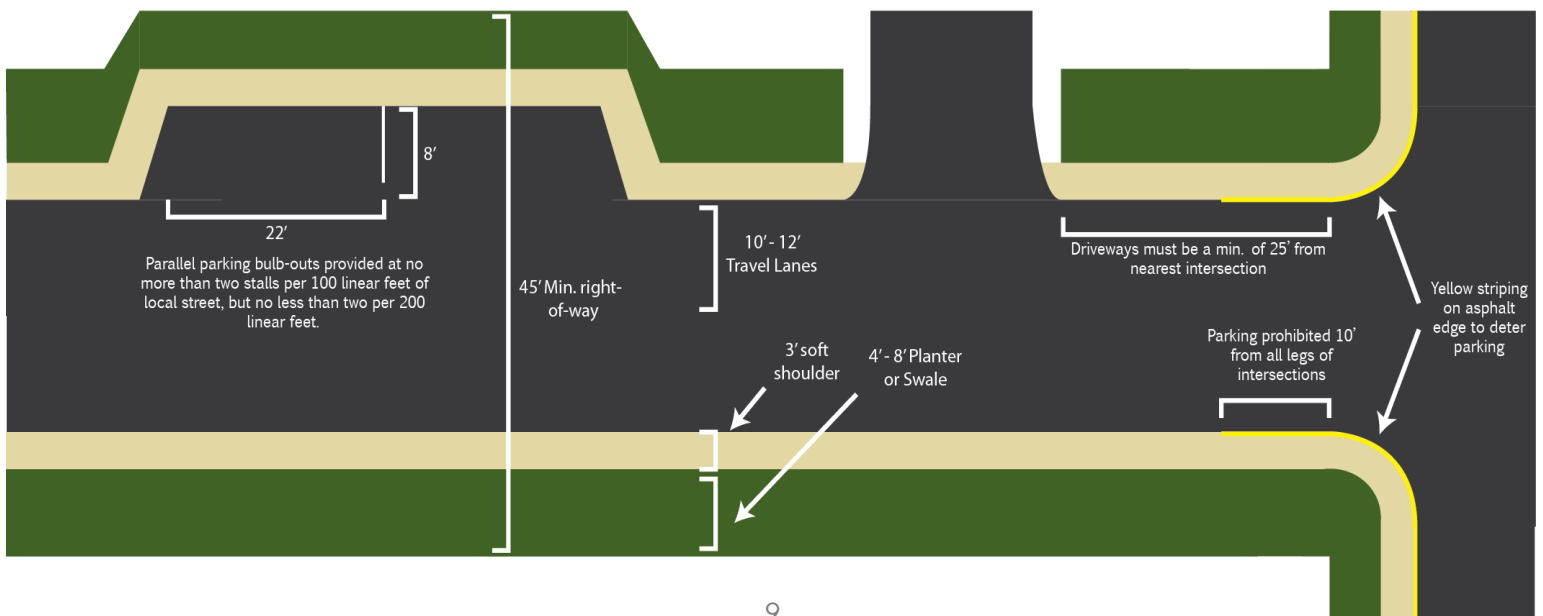 8’
22’
Parallel parking bulb-outs provided at no
more than two stalls per 100 linear feet of
local street, but no less than two per 200
linear feet.
45’ Min. right-
of-way
10’ - 12’
Travel Lanes
3’ soft
shoulder
4’ - 8’ Planter
or Swale
Driveways must be a min. of 25’ from
nearest intersection
Parking prohibited 10’
from all legs of
intersections
Yellow striping
on asphalt
edge to deter
parking